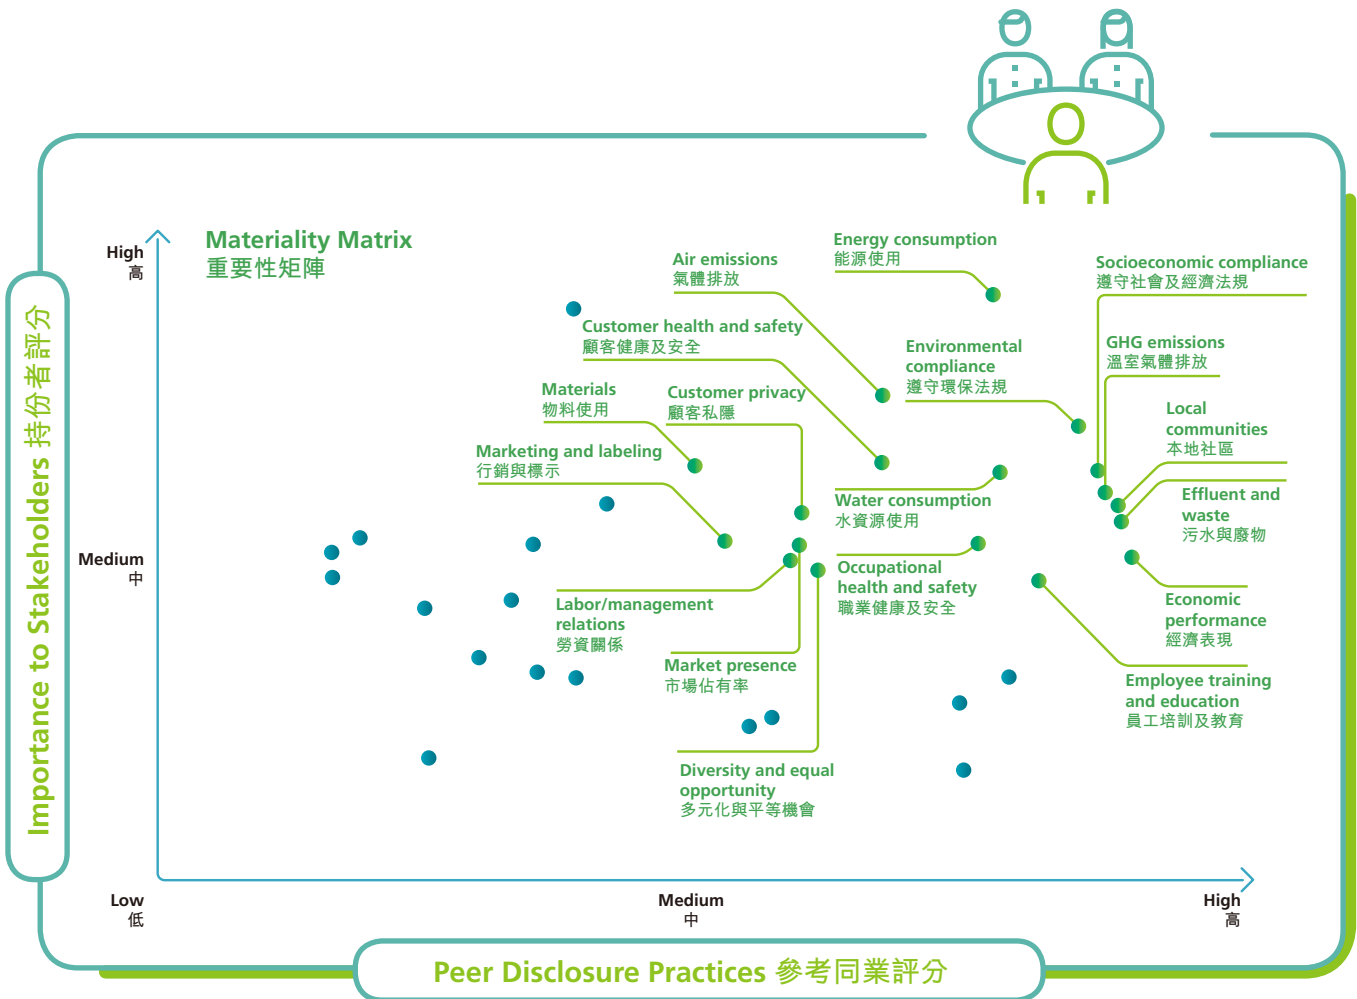 Materiality Matrix
重要性矩陣
High
高
Medium
中
Low
低
Medium
中
High
高
Importance to Stakeholders 持份者評分
Peer Disclosure Practices 參考同業評分
Energy consumption
能源使用
Air emissions
氣體排放
Socioeconomic compliance
遵守社會及經濟法規
Customer health and safety
顧客健康及安全
Environmental
compliance
遵守環保法規
GHG emissions
溫室氣體排放
Materials
物料使用
Customer privacy
顧客私隱
Local
communities
本地社區
Marketing and labeling
行銷與標示
Water consumption
水資源使用
Effluent and
waste
污水與廢物
Occupational
health and safety
職業健康及安全
Labor/management
relations
勞資關係
Economic
performance
經濟表現
Market presence
市場佔有率
Employee training
and education
員工培訓及教育
Diversity and equal
opportunity
多元化與平等機會